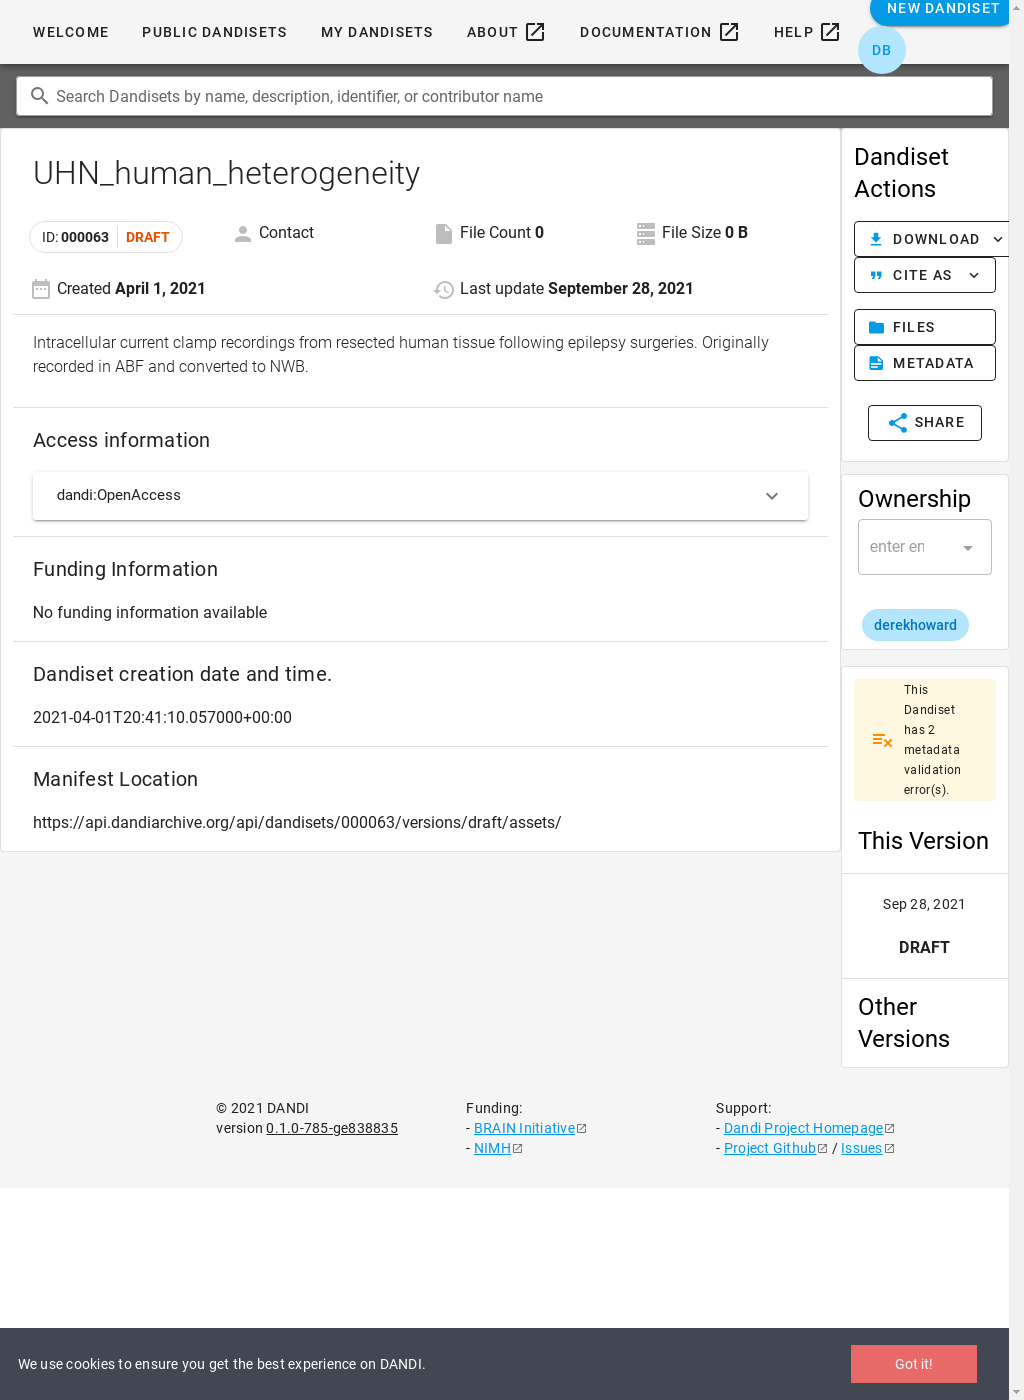 WELCOME PUBLIC DANDISETS MY DANDISETS ABOUT DOCUMENTATION HELP NEW DANDISET
DB
Search Dandisets by name, description, identifier, or contributor name
UHN_human_heterogeneity
ID: 000063 DRAFT Contact File Count 0 File Size 0 B
Created April 1, 2021 Last update September 28, 2021
Intracellular current clamp recordings from resected human tissue following epilepsy surgeries. Originally
recorded in ABF and converted to NWB.
Access information
dandi:OpenAccess
Funding Information
No funding information available
Dandiset creation date and time.
2021-04-01T20:41:10.057000+00:00
Manifest Location
https://api.dandiarchive.org/api/dandisets/000063/versions/draft/assets/
Dandiset
Actions
DOWNLOAD
CITE AS
FILES
METADATA
SHARE
Ownership
enter en
derekhoward
This
Dandiset
has 2
metadata
validation
error(s).
This Version
Sep 28, 2021
DRAFT
Other
Versions
© 2021 DANDI
version 0.1.0-785-ge838835
Funding:
- BRAIN Initiative
- NIMH
Support:
- Dandi Project Homepage
- Project Github / Issues
We use cookies to ensure you get the best experience on DANDI.
Got it!